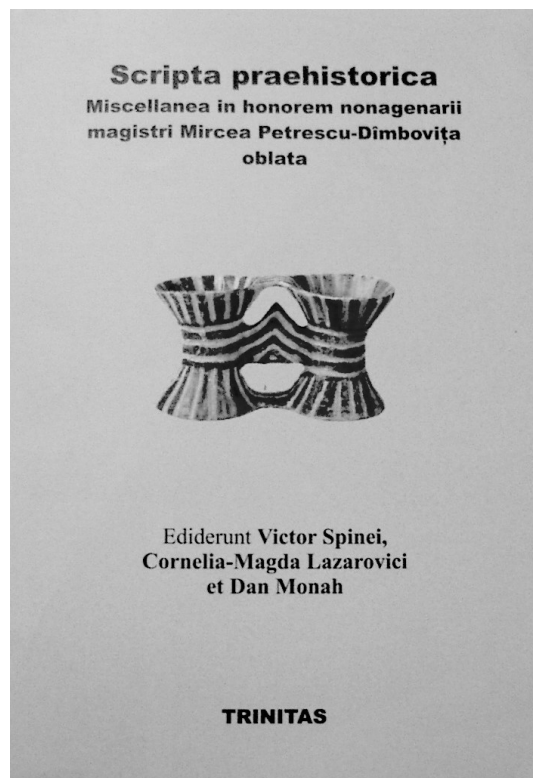 Scripta praehistorica
Miscellanea in honorem nonagenarii
magistri Mircea Petrescu-Dîmbovița
oblata
Ediderunt Victor Spinei,
Cornelia-Magda Lazarovici
et Dan Monah
TRINITAS